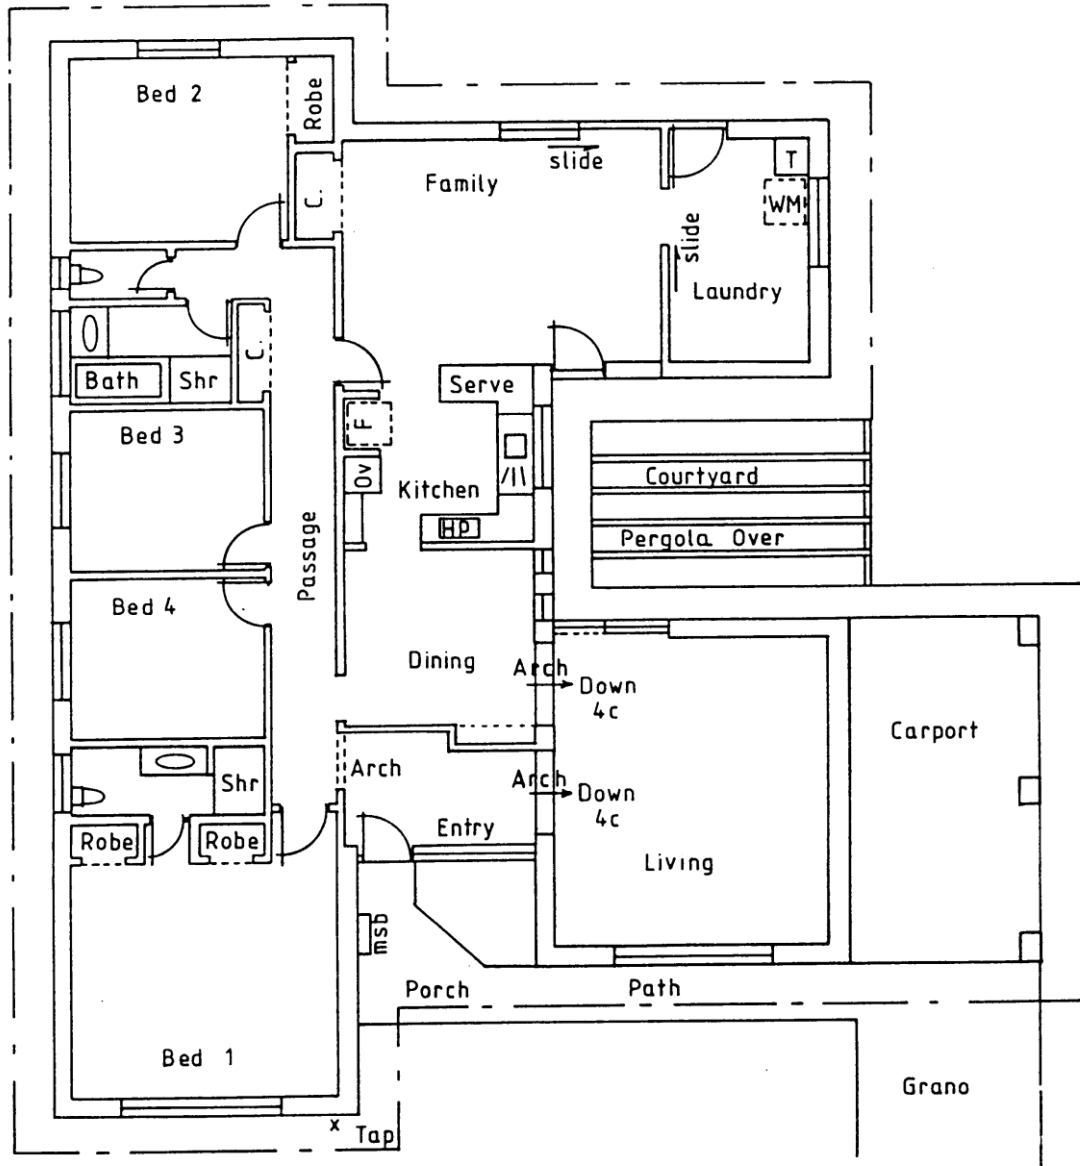 Bed 2
Robe
slide
T
Family
C.
WM
slide
Laundry
C.
Bath
Shr
Serve
F
Bed 3
Ov
Kitchen
Courtyard
HP
Pergola Over
Passage
Bed 4
Dining
Arch
Down
4c
Carport
Arch
Shr
Arch
Down
4c
Entry
Robe
Robe
Living
msb
Porch
Path
Bed 1
Grano
x
Tap